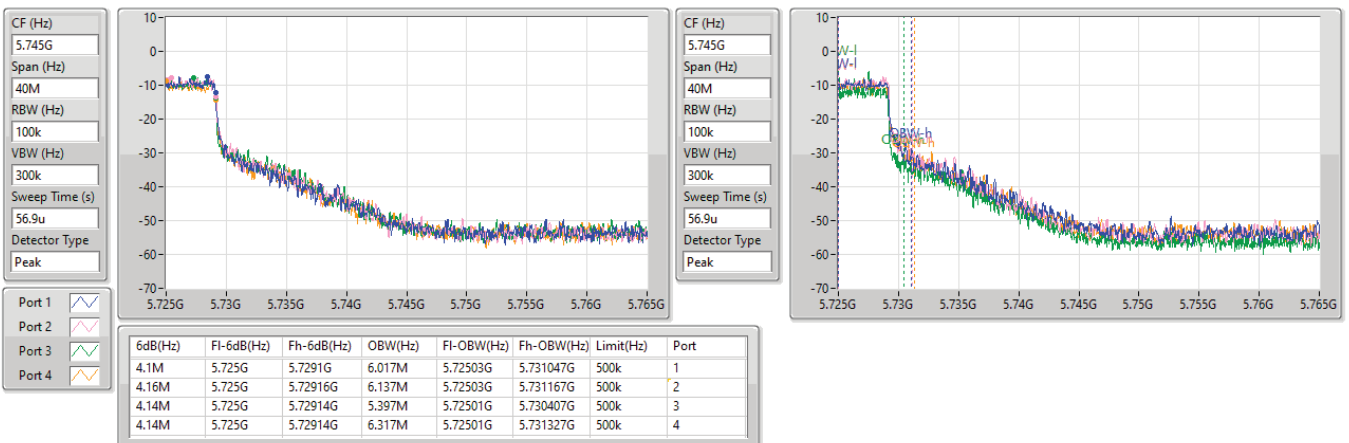 CF (Hz)
5.745G
Span (Hz)
40M
RBW (Hz)
100k
VBW (Hz)
300k
Sweep Time (s)
56.9u
Detector Type
Peak
10
0
-10
-20
-30
-40
-50
-60
-70
5.725G 5.73G 5.735G 5.74G 5.745G 5.75G 5.755G 5.76G 5.765G
CF (Hz)
5.745G
Span (Hz)
40M
RBW (Hz)
100k
VBW (Hz)
300k
Sweep Time (s)
56.9u
Detector Type
Peak
10
0
-10
-20
-30
-40
-50
-60
-70
W-l
W-l
OBW-h
5.725G 5.73G 5.735G 5.74G 5.745G 5.75G 5.755G 5.76G 5.765G
Port 1
Port 2
Port 3
Port 4
6dB(Hz) Fl-6dB(Hz) Fh-6dB(Hz) OBW(Hz) Fl-OBW(Hz) Fh-OBW(Hz) Limit(Hz) Port
4.1M 5.725G 5.7291G 6.017M 5.72503G 5.731047G 500k 1
4.16M 5.725G 5.72916G 6.137M 5.72503G 5.731167G 500k 2
4.14M 5.725G 5.72914G 5.397M 5.72501G 5.730407G 500k 3
4.14M 5.725G 5.72914G 6.317M 5.72501G 5.731327G 500k 4